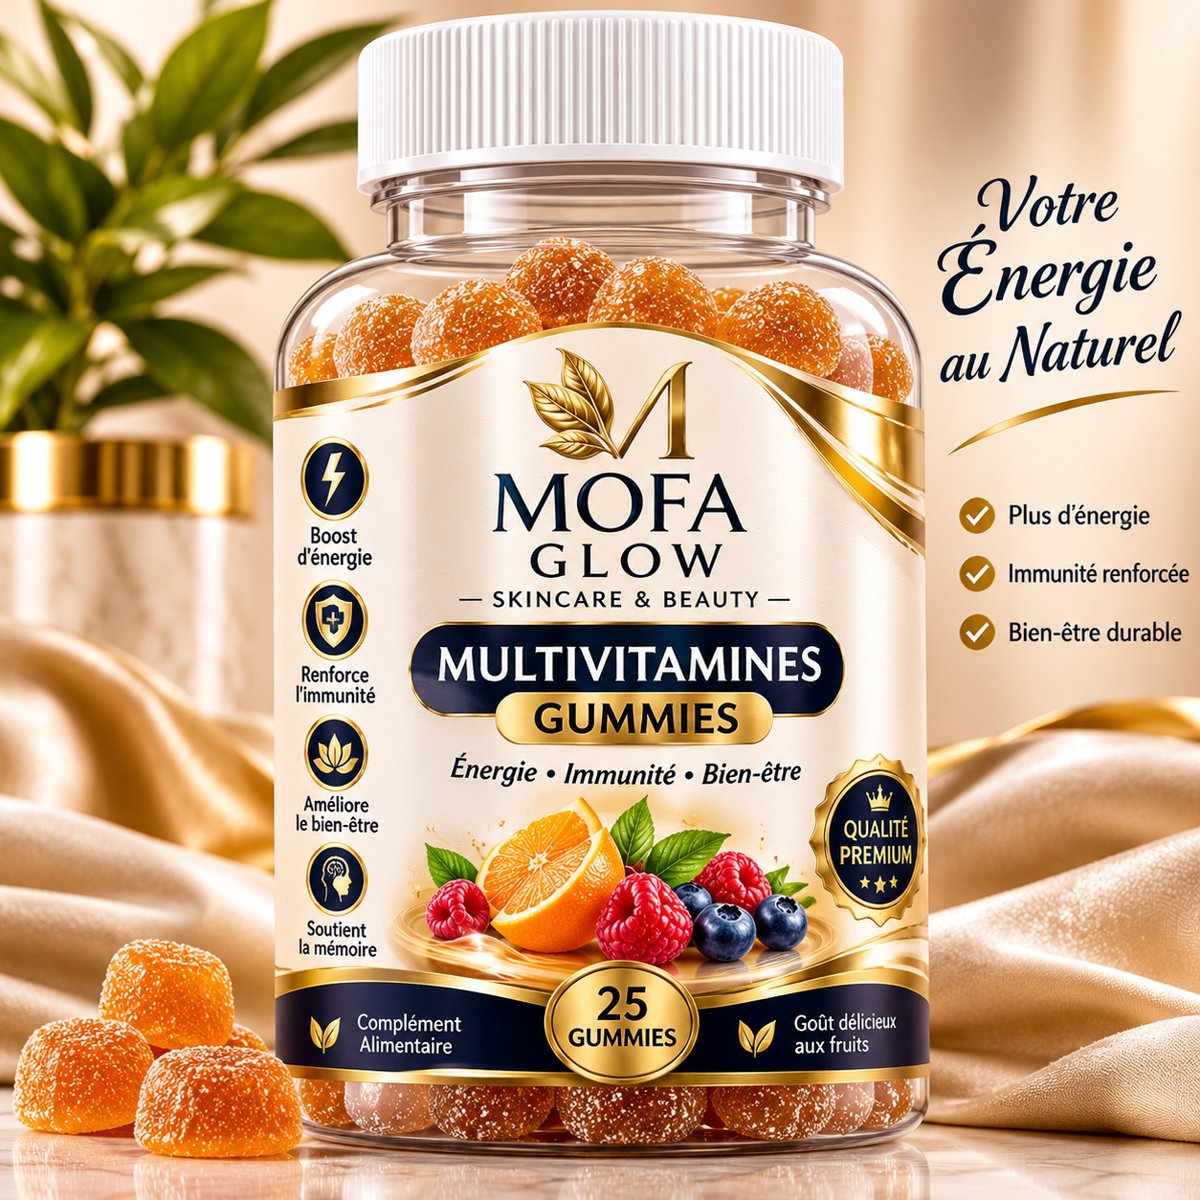 Votre
Énergie
au Naturel
Plus d'énergie
Immunité renforcée
Bien-être durable
M
MOFA
GLOW
— SKINCARE & BEAUTY —
MULTIVITAMINES
GUMMIES
Énergie • Immunité • Bien-être
Boost
d'énergie
Renforce
l'immunité
Améliore
le bien-être
Soutient
la mémoire
QUALITÉ
PREMIUM
25
GUMMIES
Complément
Alimentaire
Goût délicieux
aux fruits